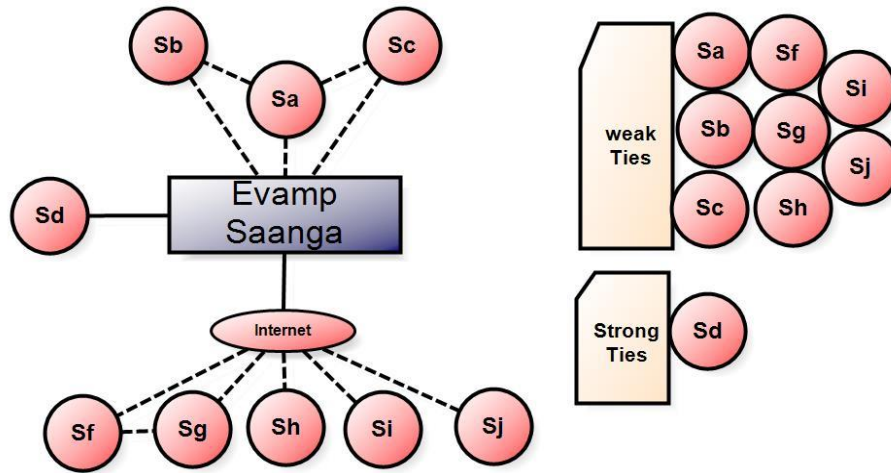 Sb
Sc
Sa
Evamp
Saanga
Sd
Internet
Sf
Sg
Sh
Si
Sj
weak
Ties
Sa
Sf
Si
Sb
Sg
Sj
Sc
Sh
Strong
Ties
Sd